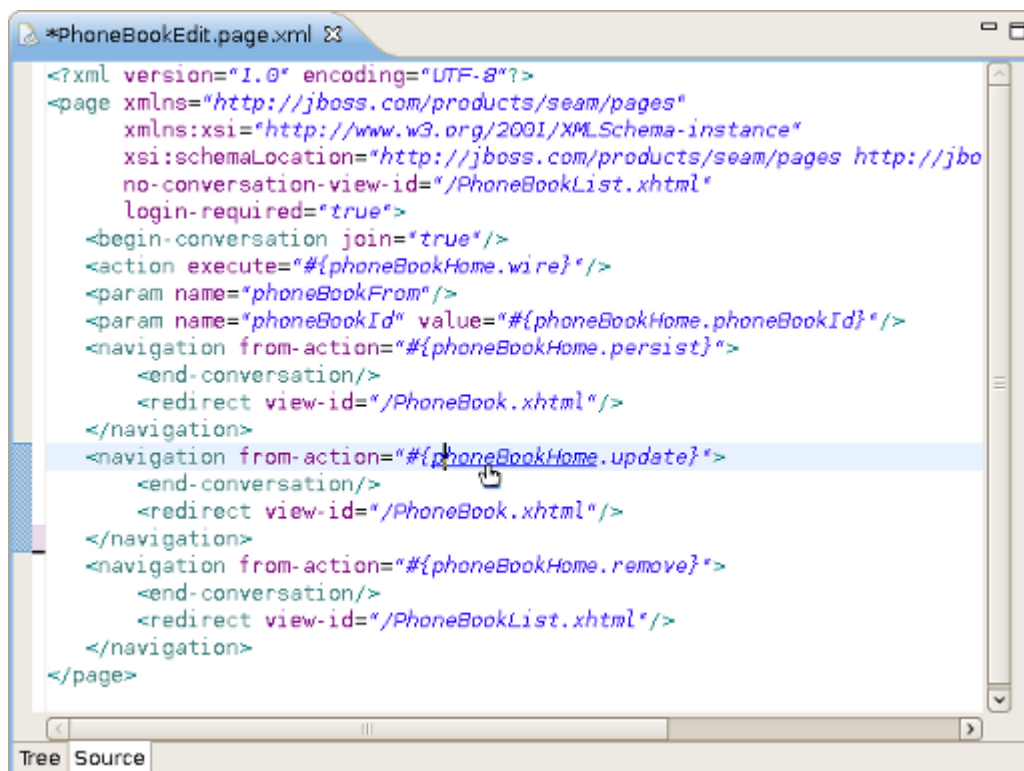 *PhoneBookEdit.page.xml
<?xml version="1.0" encoding="UTF-8"?>
<page xmlns="http://jboss.com/products/seam/pages"
xmlns:xsi="http://www.w3.org/2001/XMLSchema-instance"
xsi:schemaLocation="http://jboss.com/products/seam/pages http://jbo
no-conversation-view-id="/PhoneBookList.xhtml"
login-required="true">
<begin-conversation join="true"/>
<action execute="#{phoneBookHome.wire}"/>
<param name="phoneBookFrom"/>
<param name="phoneBookId" value="#{phoneBookHome.phoneBookId}"/>
<navigation from-action="#{phoneBookHome.persist}">
<end-conversation/>
<redirect view-id="/PhoneBook.xhtml"/>
</navigation>
<navigation from-action="#{phoneBookHome.update}">
<end-conversation/>
<redirect view-id="/PhoneBook.xhtml"/>
</navigation>
<navigation from-action="#{phoneBookHome.remove}">
<end-conversation/>
<redirect view-id="/PhoneBookList.xhtml"/>
</navigation>
</page>
Tree Source